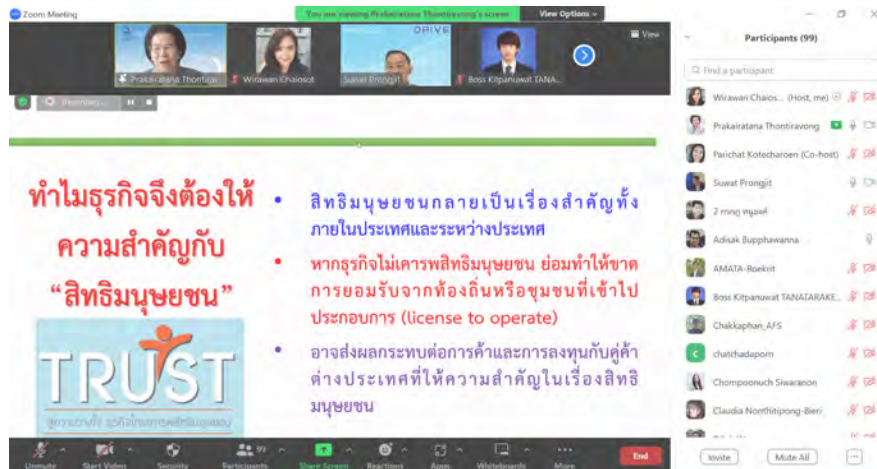 Zoom Meeting
You are viewing Prakairatana Thontiravong's screen
View Options
DRIVE
View
Prakairatana Thontirav...
Wirawan Chaiosot
Suwat Prongjit
Boss Kitpanuwat TANA...
Recording...
ทำไมธุรกิจจึงต้องให้
ความสำคัญกับ
“สิทธิมนุษยชน”
TRUST
• สิทธิมนุษยชนกลายเป็นเรื่องสำคัญทั้ง
ภายในประเทศและระหว่างประเทศ
• หากธุรกิจไม่เคารพสิทธิมนุษยชน ย่อมทำให้ขาด
การยอมรับจากท้องถิ่นหรือชุมชนที่เข้าไป
ประกอบการ (license to operate)
• อาจส่งผลกระทบต่อการค้าและการลงทุนกับคู่ค้า
ต่างประเทศที่ให้ความสำคัญในเรื่องสิทธิ
มนุษยชน
Unmute
Start Video
Security
Participants
99
Share Screen
Reactions
Apps
Whiteboards
More
End
Participants (99)
Find a participant
Wirawan Chaios... (Host, me)
Prakairatana Thontiravong
Parichat Kotecharoen (Co-host)
Suwat Prongjit
Adisak Bupphawanna
AMATA-Roekrit
Boss Kitpanuwat TANATARAKE...
Chakkaphan_AFS
c
chatchadaporn
Chompoonuch Siwaranon
Claudia Nonthitipong-Bieri
Invite
Mute All
...